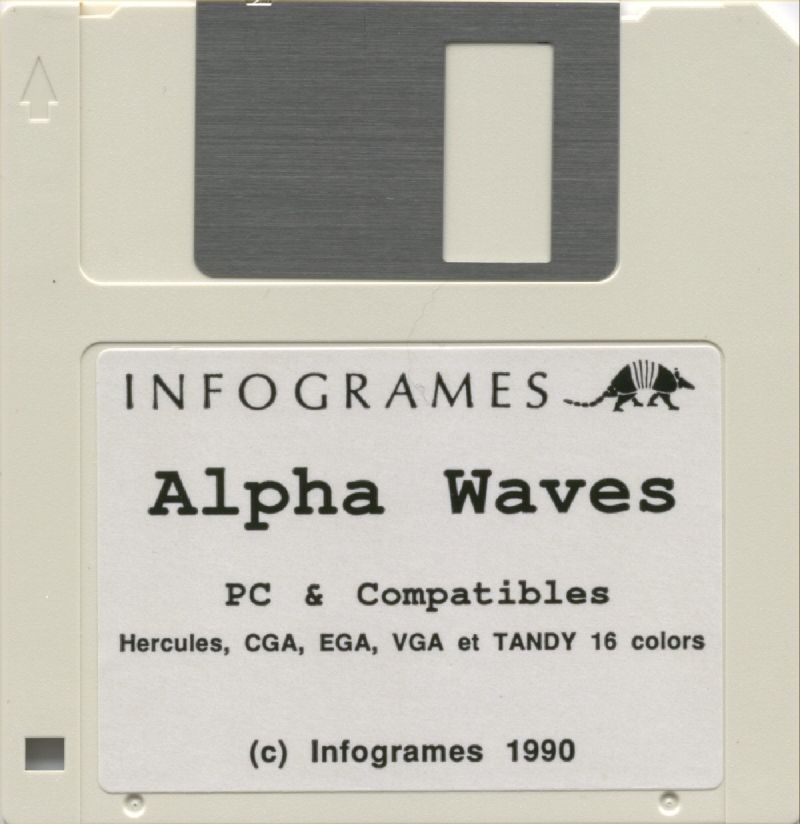 INFOGRAMES
Alpha Waves
PC & Compatibles
Hercules, CGA, EGA, VGA et TANDY 16 colors
(c) Infogrames 1990